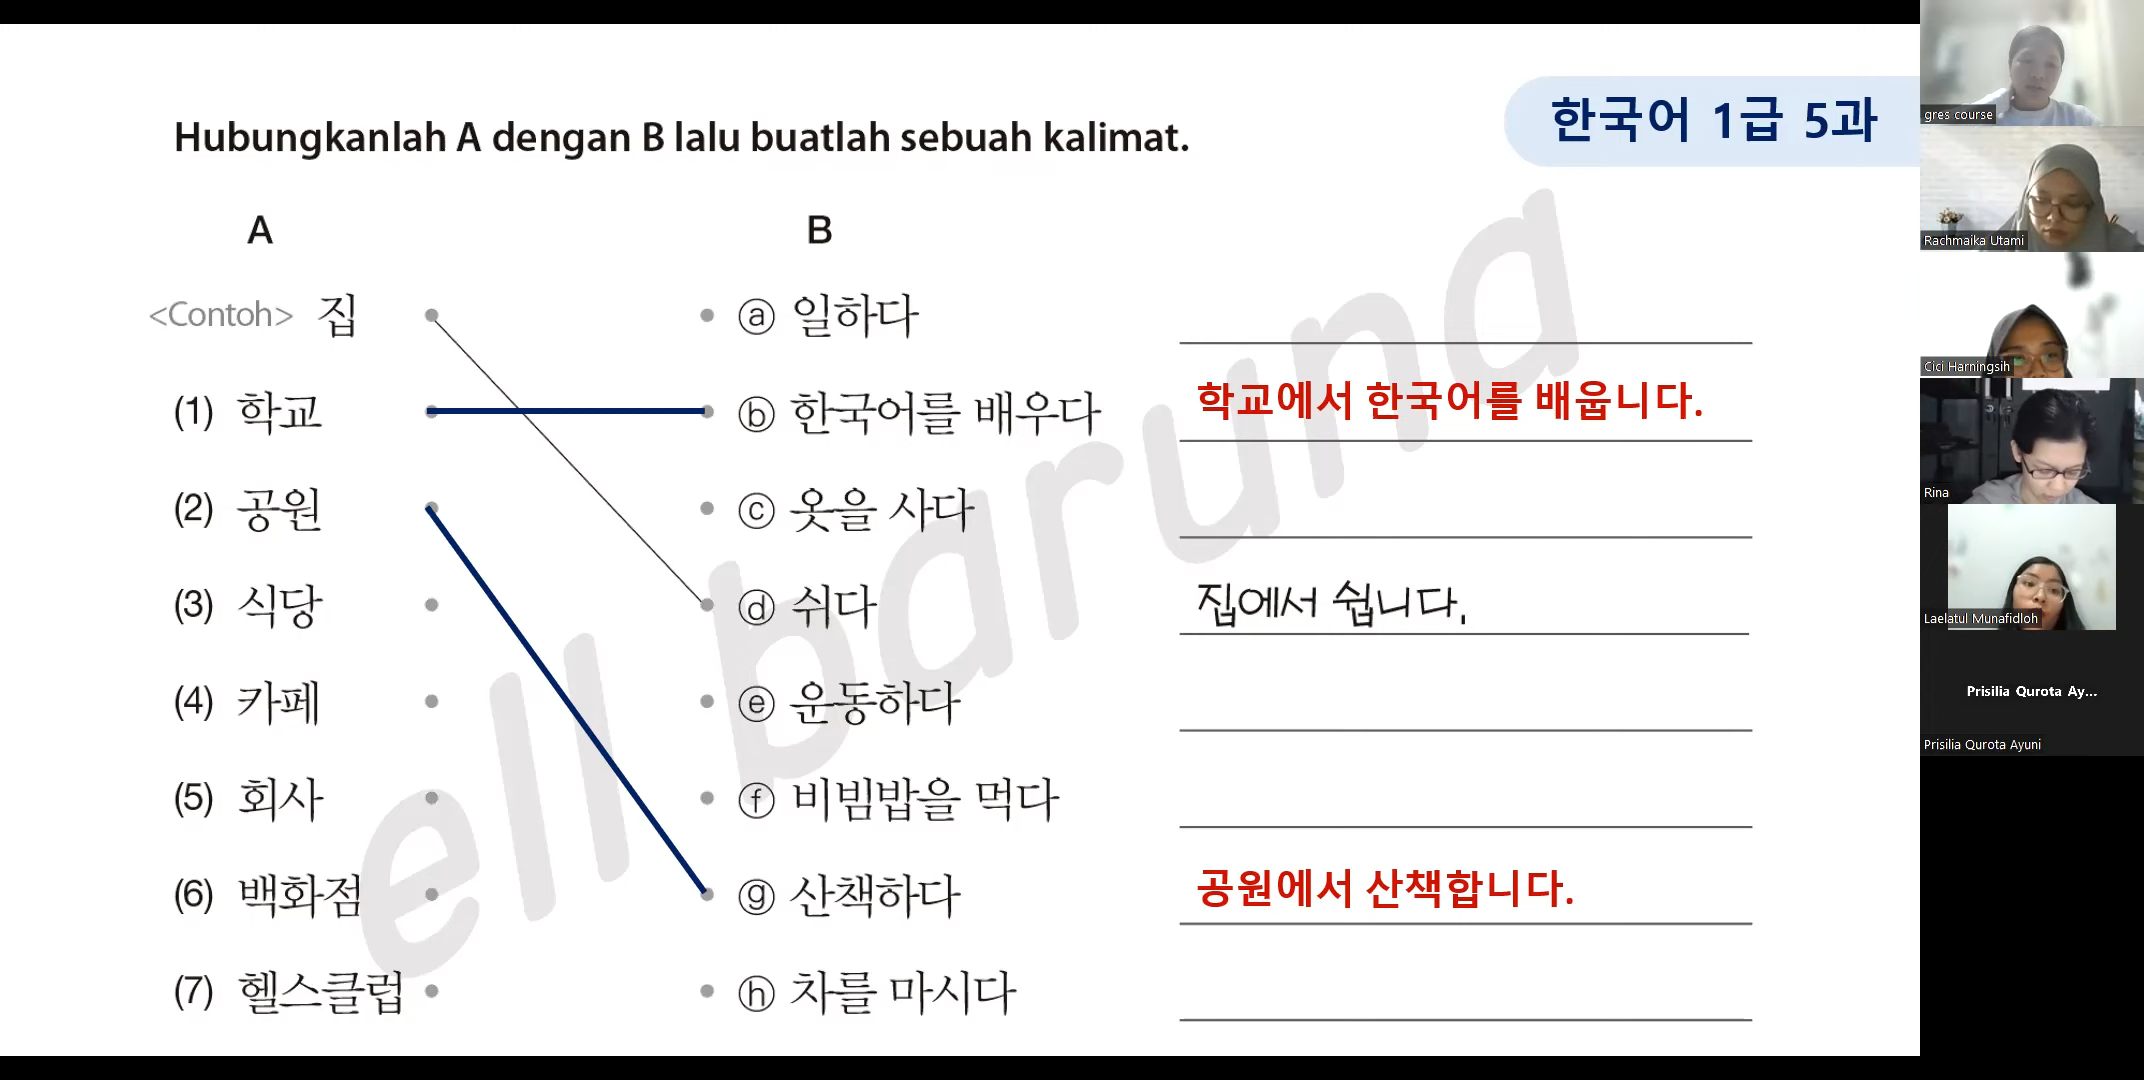 한국어 1급 5과
Hubungkanlah A dengan B lalu buatlah sebuah kalimat.
A B
<Contoh> 집 ⓐ 일하다
(1) 학교 ⓑ 한국어를 배우다 학교에서 한국어를 배웁니다.
(2) 공원 ⓒ 옷을 사다
(3) 식당 ⓓ 쉬다 집에서 쉽니다.
(4) 카페 ⓔ 운동하다
(5) 회사 ⓕ 비빔밥을 먹다
(6) 백화점 ⓖ 산책하다 공원에서 산책합니다.
(7) 헬스클럽 ⓗ 차를 마시다
ell baruna
gres course
Rachmaika Utami
Cici Harningsih
Rina
Laelatul Munafidloh
Prisilia Qurota Ay...
Prisilia Qurota Ayuni